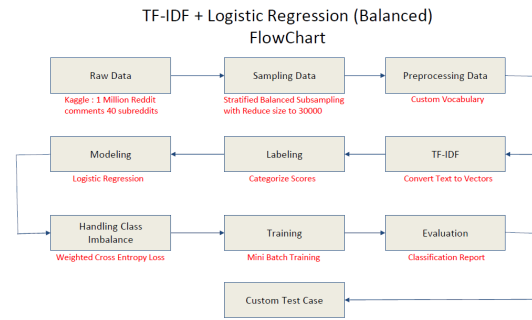 TF-IDF + Logistic Regression (Balanced)
FlowChart
Raw Data
Kaggle : 1 Million Reddit
comments 40 subreddits
Sampling Data
Stratified Balanced Subsampling
with Reduce size to 30000
Preprocessing Data
Custom Vocabulary
Modeling
Logistic Regression
Labeling
Categorize Scores
TF-IDF
Convert Text to Vectors
Handling Class
Imbalance
Weighted Cross Entropy Loss
Training
Mini Batch Training
Evaluation
Classification Report
Custom Test Case